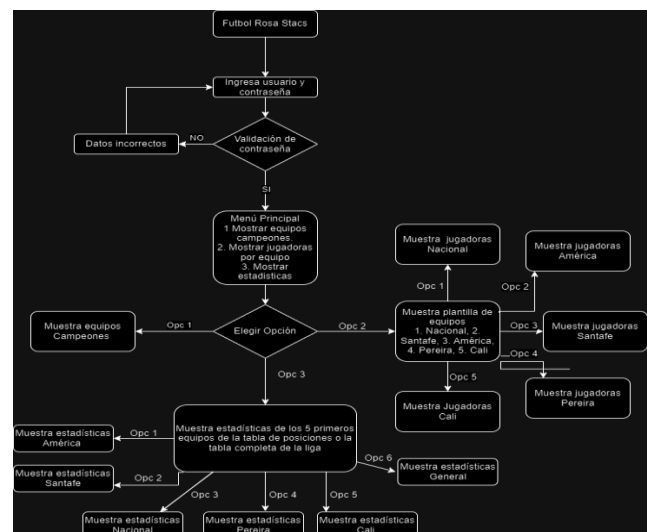 Futbol Rosa Stacs
Ingresa usuario y
contraseña
Datos incorrectos
NO
Validación de
contraseña
SI
Menú Principal
1 Mostrar equipos
campeones.
2. Mostrar jugadoras
por equipo
3. Mostrar
estadisticas
Muestra jugadoras
Nacional
Muestra jugadoras
América
Opc 1
Opc 2
Muestra equipos
Campeones
Opc 1
Elegir Opción
Opc 2
Muestra plantilla de
equipos
1. Nacional, 2.
Santafe, 3. América,
4. Pereira, 5. Cali
Opc 3
Muestra jugadoras
Santafe
Opc 4
Opc 3
Opc 5
Muestra Jugadoras
Cali
Muestra jugadoras
Pereira
Muestra estadísticas
América
Opc 1
Muestra estadísticas de los 5 primeros
equipos de la tabla de posiciones o la
tabla completa de la liga
Opc 6
Muestra estadísticas
General
Muestra estadísticas
Santafe
Opc 2
Opc 3
Opc 4
Opc 5
Muestra estadísticas
Nacional
Muestra estadísticas
Pereira
Muestra estadísticas
Cali